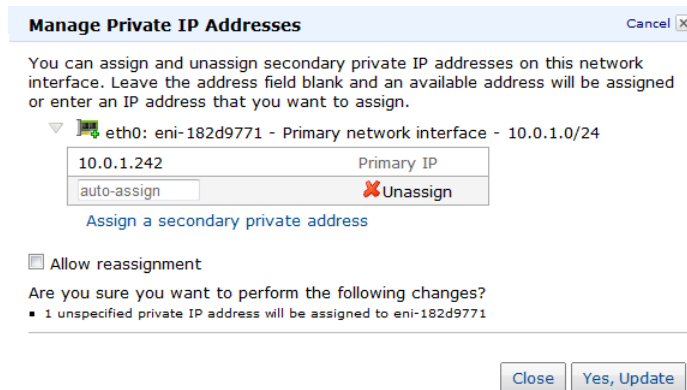 Manage Private IP Addresses Cancel
You can assign and unassign secondary private IP addresses on this network
interface. Leave the address field blank and an available address will be assigned
or enter an IP address that you want to assign.
eth0: eni-182d9771 - Primary network interface - 10.0.1.0/24
10.0.1.242 Primary IP
auto-assign Unassign
Assign a secondary private address
Allow reassignment
Are you sure you want to perform the following changes?
▪ 1 unspecified private IP address will be assigned to eni-182d9771
Close Yes, Update